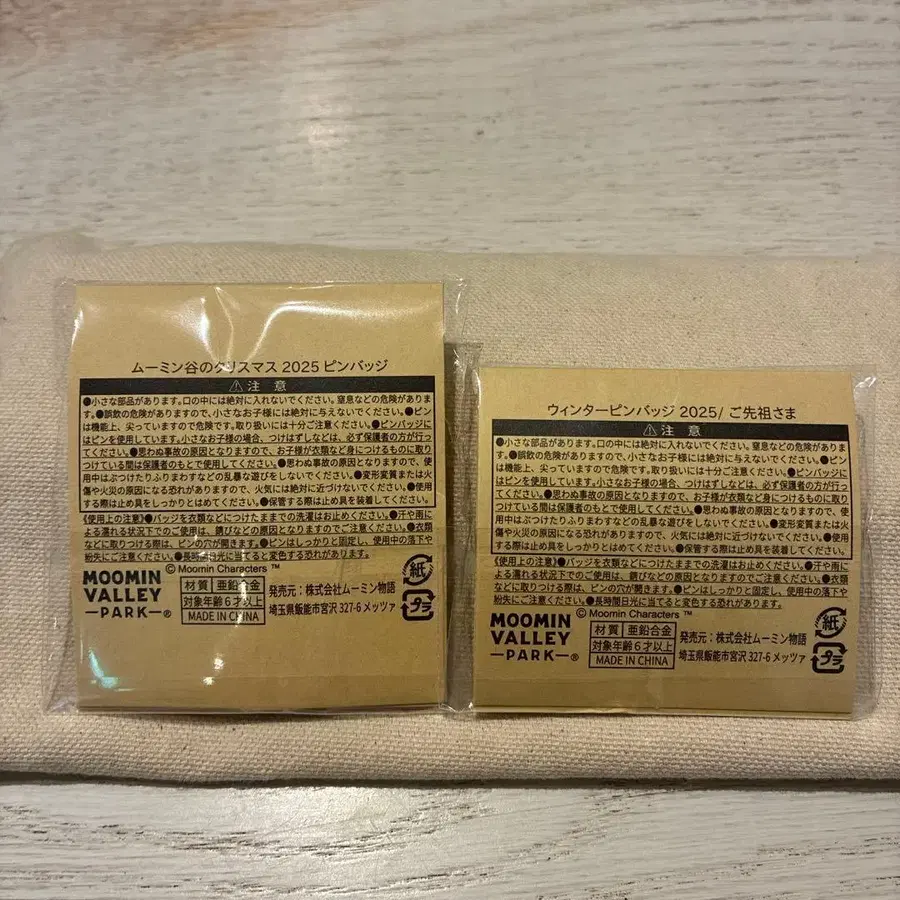 ムーミン谷のクリスマス 2025 ピンバッジ
⚠注 意
●小さな部品があります。口の中には絶対に入れないでください。窒息などの危険があります。
●誤飲の危険がありますので、小さなお子様には絶対に与えないでください。●ピン
は機能上、尖っていますので危険です。取り扱いには十分ご注意ください。●ピンバッジ
にはピンを使用しています。小さなお子様の場合、つけはずしなどは、必ず保護者の方が行っ
てください。●思わぬ事故の原因となりますので、お子様が衣類など身につけるものに取り
つけている間は保護者のもとで使用してください。●思わぬ事故の原因となりますので、使
用中はぶつけたりふりまわすなどの乱暴な遊びをしないでください。●変形変質または火
傷や火災の原因になる恐れがありますので、火気には絶対に近づけないでください。●使用
する際は止め具をしっかりとはめてください。●保管する際は止め具を装着してください。
《使用上の注意》●バッジを衣類などにつけたままでの洗濯はお止めください。●汗や雨に
よる濡れる状況下でのご使用は、錆びなどの原因となりますのでご注意ください。●衣類
などに取りつける際は、ピンの穴が開きます。●ピンはしっかりと固定し、使用中の落下や
紛失にご注意ください。●長時間日光に当てると変色する恐れがあります。
MOOMIN
VALLEY
PARK ®
© Moomin Characters ™
材質 亜鉛合金
対象年齢6才以上
MADE IN CHINA
発売元：株式会社ムーミン物語
埼玉県飯能市宮沢 327-6 メッツァ
紙
プラ
ウィンターピンバッジ 2025/ ご先祖さま
⚠注 意
●小さな部品があります。口の中には絶対に入れないでください。窒息などの危険がありま
す。●誤飲の危険がありますので、小さなお子様には絶対に与えないでください。●ピン
は機能上、尖っていますので危険です。取り扱いには十分ご注意ください。●ピンバッジ
にはピンを使用しています。小さなお子様の場合、つけはずしなどは、必ず保護者の方が行っ
てください。●思わぬ事故の原因となりますので、お子様が衣類など身につけるものに取り
つけている間は保護者のもとで使用してください。●思わぬ事故の原因となりますので、使
用中はぶつけたりふりまわすなどの乱暴な遊びをしないでください。●変形変質または火
傷や火災の原因になる恐れがありますので、火気には絶対に近づけないでください。●使用
する際は止め具をしっかりとはめてください。●保管する際は止め具を装着してください。
《使用上の注意》●バッジを衣類などにつけたままでの洗濯はお止めください。●汗や雨に
よる濡れる状況下でのご使用は、錆びなどの原因となりますのでご注意ください。●衣類
などに取りつける際は、ピンの穴が開きます。●ピンはしっかりと固定し、使用中の落下や
紛失にご注意ください。●長時間日光に当てると変色する恐れがあります。
MOOMIN
VALLEY
PARK ®
© Moomin Characters ™
材質 亜鉛合金
対象年齢6才以上
MADE IN CHINA
発売元：株式会社ムーミン物語
埼玉県飯能市宮沢 327-6 メッツァ
紙
プラ